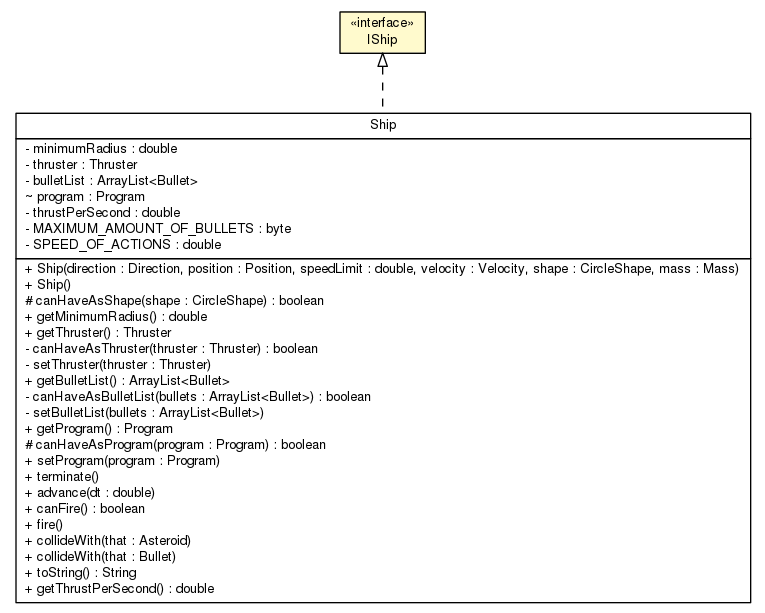 «interface»
IShip
Ship
- minimumRadius : double
- thruster : Thruster
- bulletList : ArrayList<Bullet>
~ program : Program
- thrustPerSecond : double
- MAXIMUM_AMOUNT_OF_BULLETS : byte
- SPEED_OF_ACTIONS : double
+ Ship(direction : Direction, position : Position, speedLimit : double, velocity : Velocity, shape : CircleShape, mass : Mass)
+ Ship()
# canHaveAsShape(shape : CircleShape) : boolean
+ getMinimumRadius() : double
+ getThruster() : Thruster
- canHaveAsThruster(thruster : Thruster) : boolean
- setThruster(thruster : Thruster)
+ getBulletList() : ArrayList<Bullet>
- canHaveAsBulletList(bullets : ArrayList<Bullet>) : boolean
- setBulletList(bullets : ArrayList<Bullet>)
+ getProgram() : Program
# canHaveAsProgram(program : Program) : boolean
+ setProgram(program : Program)
+ terminate()
+ advance(dt : double)
+ canFire() : boolean
+ fire()
+ collideWith(that : Asteroid)
+ collideWith(that : Bullet)
+ toString() : String
+ getThrustPerSecond() : double